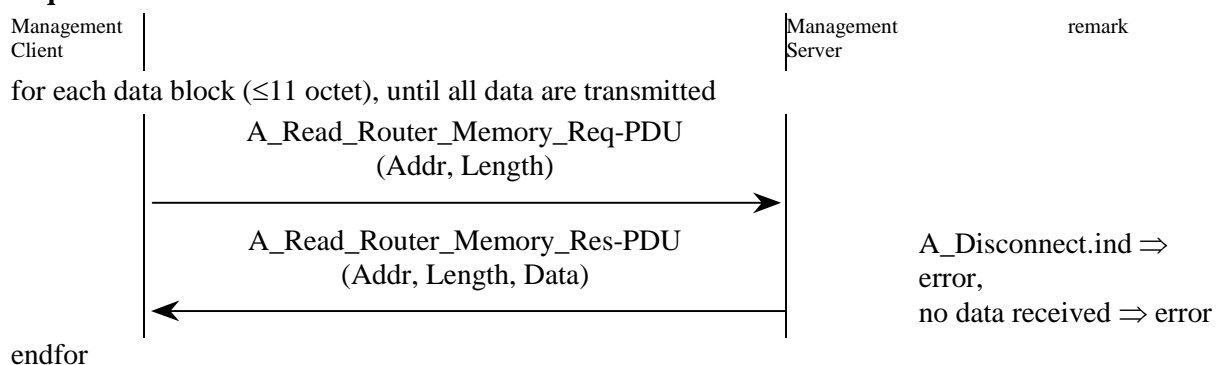 Management Client
Management Server
remark
for each data block (≤11 octet), until all data are transmitted
A_Read_Router_Memory_Req-PDU
(Addr, Length)
A_Read_Router_Memory_Res-PDU
(Addr, Length, Data)
A_Disconnect.ind ⇒
error,
no data received ⇒ error
endfor